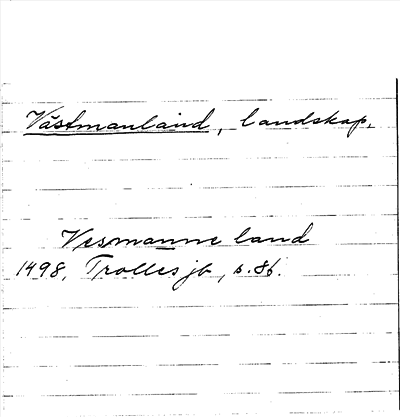 Västmanland, landskap.
Vesmanne land
1498, Trolles jb, s. 86.